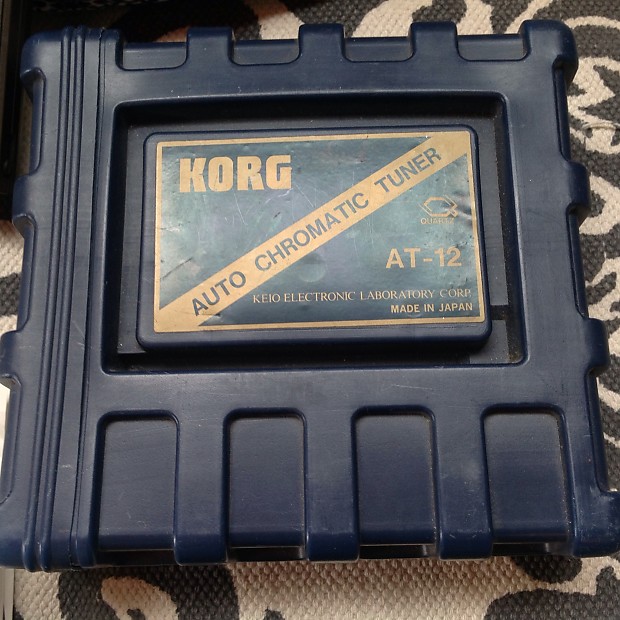 KORG
AUTO CHROMATIC TUNER
QUARTZ
AT-12
KEIO ELECTRONIC LABORATORY CORP.
MADE IN JAPAN